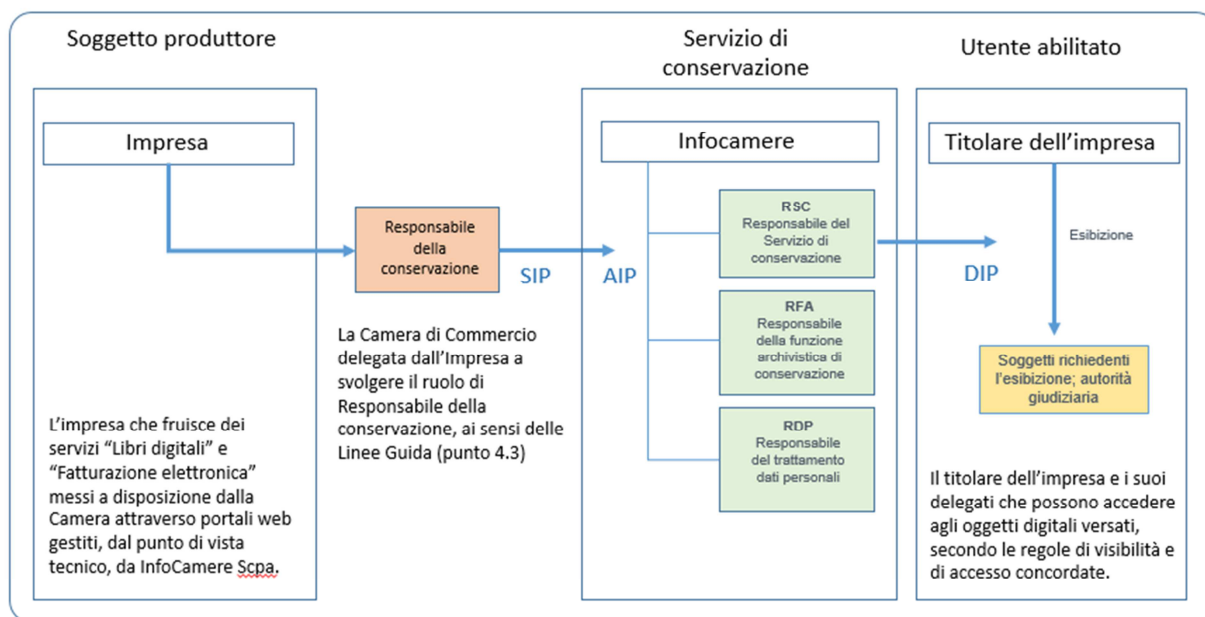 Soggetto produttore
Impresa
L'impresa che fruisce dei
servizi “Libri digitali” e
“Fatturazione elettronica”
messi a disposizione dalla
Camera attraverso portali web
gestiti, dal punto di vista
tecnico, da InfoCamere Scpa.
Responsabile
della
conservazione
SIP
La Camera di Commercio
delegata dall'Impresa a
svolgere il ruolo di
Responsabile della
conservazione, ai sensi delle
Linee Guida (punto 4.3)
Servizio di
conservazione
Infocamere
AIP
RSC
Responsabile del
Servizio di
conservazione
RFA
Responsabile
della funzione
archivistica di
conservazione
RDP
Responsabile
del trattamento
dati personali
Utente abilitato
Titolare dell'impresa
Esibizione
DIP
Soggetti richiedenti
l'esibizione; autorità
giudiziaria
Il titolare dell'impresa e i suoi
delegati che possono accedere
agli oggetti digitali versati,
secondo le regole di visibilità e
di accesso concordate.